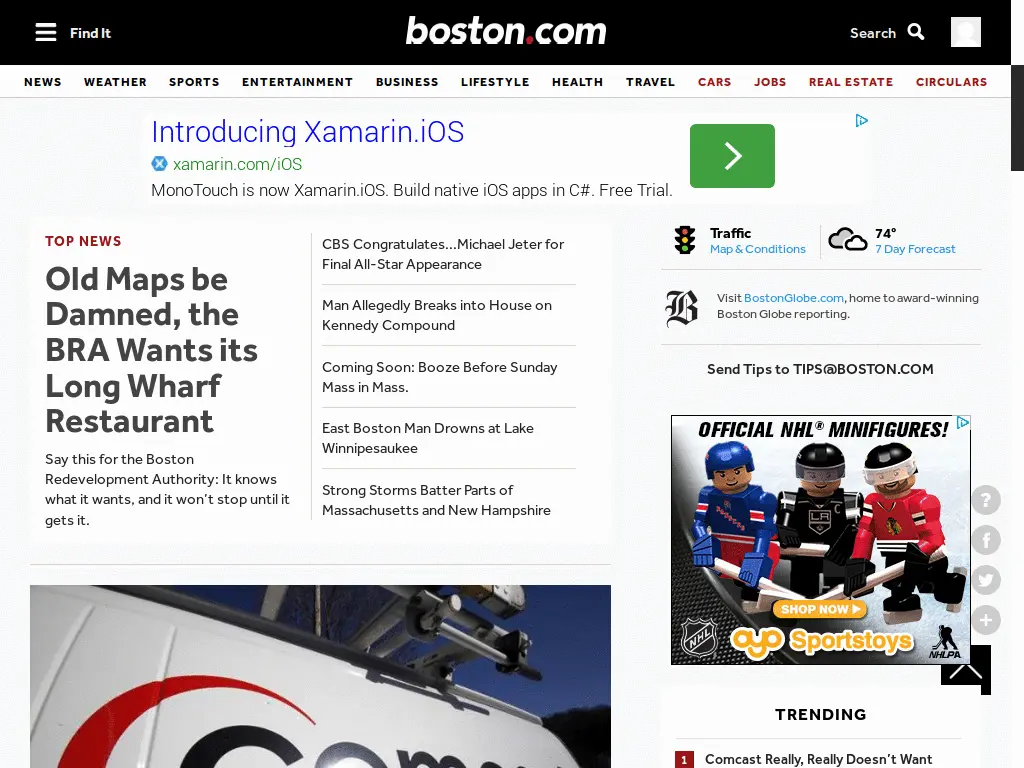 Find It
boston.com
Search
NEWS WEATHER SPORTS ENTERTAINMENT BUSINESS LIFESTYLE HEALTH TRAVEL CARS JOBS REAL ESTATE CIRCULARS
Introducing Xamarin.iOS
xamarin.com/iOS
MonoTouch is now Xamarin.iOS. Build native iOS apps in C#. Free Trial.
TOP NEWS
Old Maps be
Damned, the
BRA Wants its
Long Wharf
Restaurant
Say this for the Boston
Redevelopment Authority: It knows
what it wants, and it won't stop until it
gets it.
CBS Congratulates...Michael Jeter for
Final All-Star Appearance
Man Allegedly Breaks into House on
Kennedy Compound
Coming Soon: Booze Before Sunday
Mass in Mass.
East Boston Man Drowns at Lake
Winnipesaukee
Strong Storms Batter Parts of
Massachusetts and New Hampshire
Traffic
Map & Conditions
74°
7 Day Forecast
B
Visit BostonGlobe.com, home to award-winning
Boston Globe reporting.
Send Tips to TIPS@BOSTON.COM
OFFICIAL NHL® MINIFIGURES!
LA
C
SHOP NOW
NHL
OYO Sportstoys
NHLPA
?
f
+
TRENDING
1 Comcast Really, Really Doesn't Want